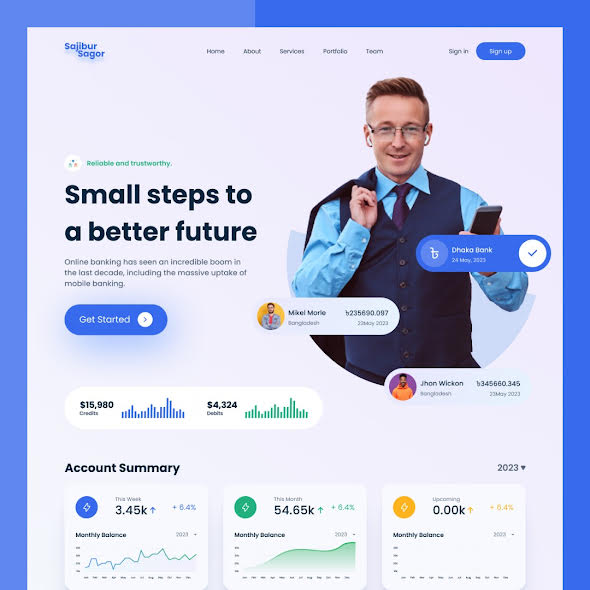 Sajibur
Sagor
Home About Services Portfolio Team Sign in Sign up
Reliable and trustworthy.
Small steps to
a better future
Online banking has seen an incredible boom in
the last decade, including the massive uptake of
mobile banking.
Get Started
৳
Dhaka Bank
24 May, 2023
Mikel Morle ৳235690.097
Bangladesh 23May 2023
Jhon Wickon ৳345660.345
Bangladesh 23May 2023
$15,980
Credits
$4,324
Debits
Account Summary 2023
This Week
3.45k + 6.4%
Monthly Balance 2023
This Month
54.65k + 6.4%
Monthly Balance 2023
Upcoming
0.00k + 6.4%
Monthly Balance 2023